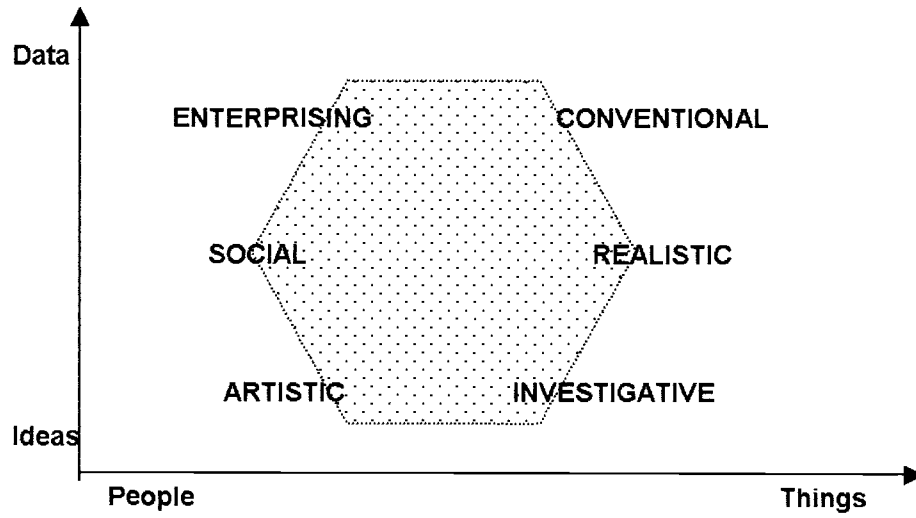 Data
ENTERPRISING CONVENTIONAL
SOCIAL REALISTIC
ARTISTIC INVESTIGATIVE
Ideas
People Things